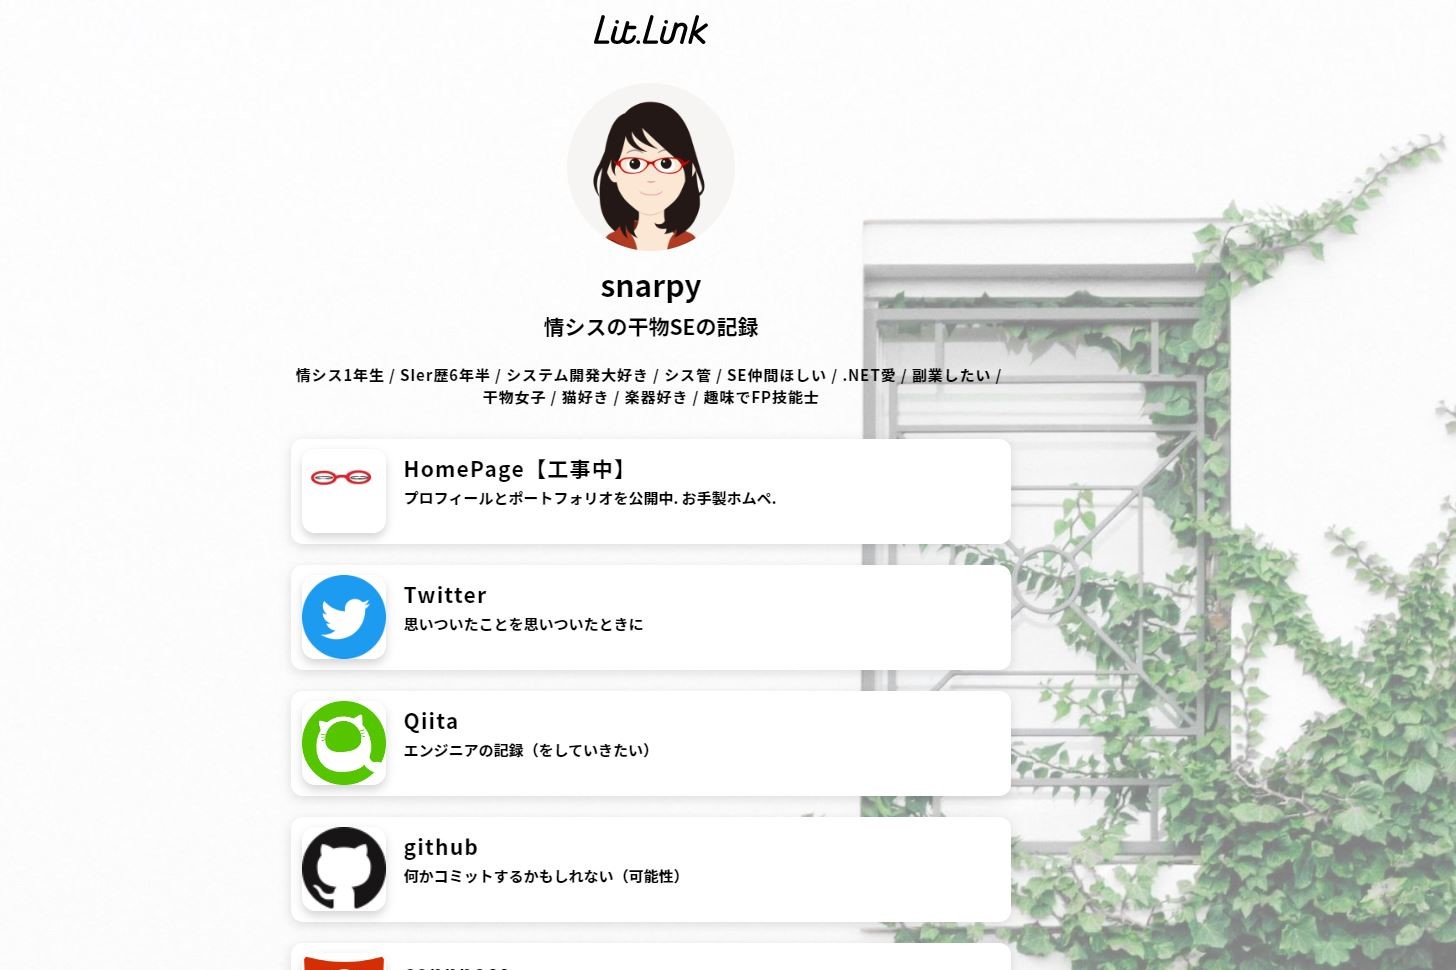 Lit.Link
snarpy
情シスの干物SEの記録
情シス1年生 / SIer歴6年半 / システム開発大好き / シス管 / SE仲間ほしい / .NET愛 / 副業したい /
干物女子 / 猫好き / 楽器好き / 趣味でFP技能士
HomePage【工事中】
プロフィールとポートフォリオを公開中. お手製ホムペ.
Twitter
思いついたことを思いついたときに
Qiita
エンジニアの記録（をしていきたい）
github
何かコミットするかもしれない（可能性）